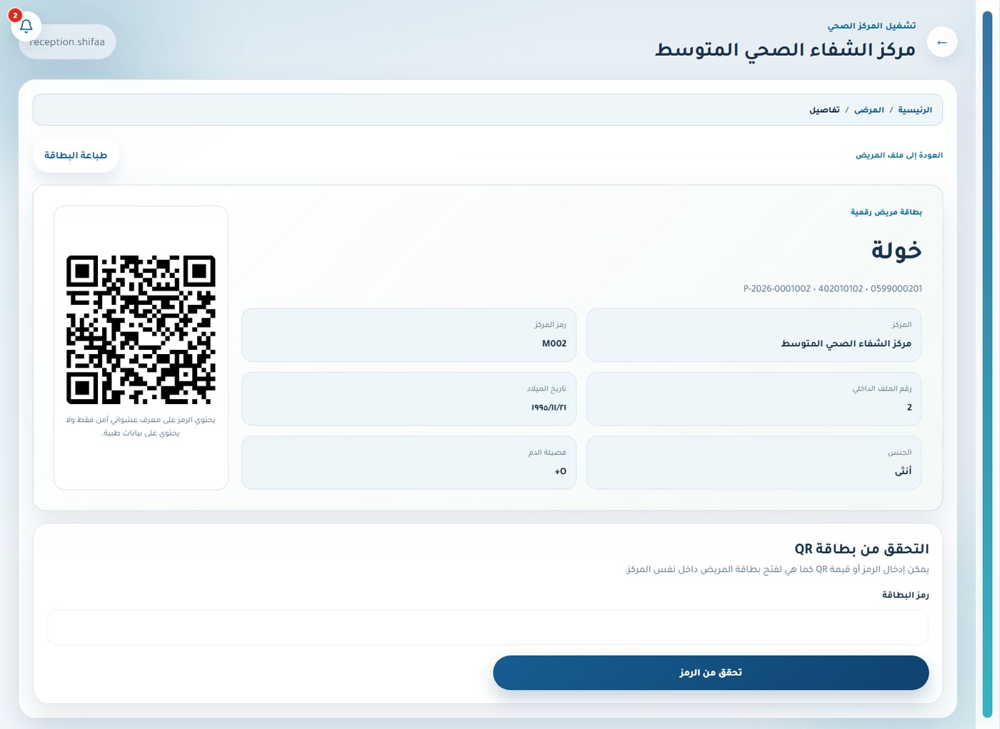 تشغيل المركز الصحي
مركز الشفاء الصحي المتوسط
←
2
reception.shifaa
الرئيسية / المرضى / تفاصيل
العودة إلى ملف المريض
طباعة البطاقة
بطاقة مريض رقمية
خولة
P-2026-0001002 • 402010102 • 0599000201
المركز
مركز الشفاء الصحي المتوسط
رمز المركز
M002
رقم الملف الداخلي
2
تاريخ الميلاد
١٩٩٥/١١/٢١
الجنس
أنثى
فصيلة الدم
+O
يحتوي الرمز على معرف عشوائي آمن فقط ولا
يحتوي على بيانات طبية.
التحقق من بطاقة QR
يمكن إدخال الرمز أو قيمة QR كما هي لفتح بطاقة المريض داخل نفس المركز.
رمز البطاقة
تحقق من الرمز